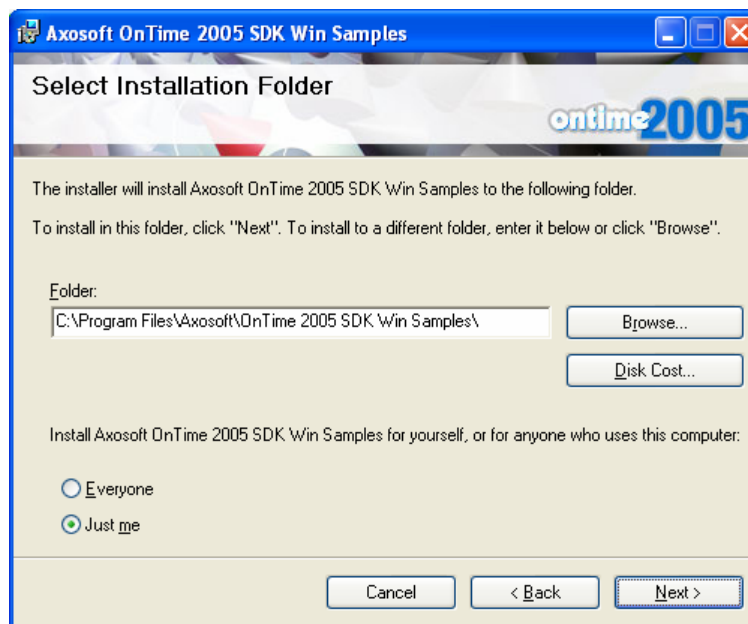 Axosoft OnTime 2005 SDK Win Samples
Select Installation Folder
ontime2005
The installer will install Axosoft OnTime 2005 SDK Win Samples to the following folder.
To install in this folder, click "Next". To install to a different folder, enter it below or click "Browse".
Folder:
C:\Program Files\Axosoft\OnTime 2005 SDK Win Samples\
Browse...
Disk Cost...
Install Axosoft OnTime 2005 SDK Win Samples for yourself, or for anyone who uses this computer:
Everyone
Just me
Cancel
< Back
Next >